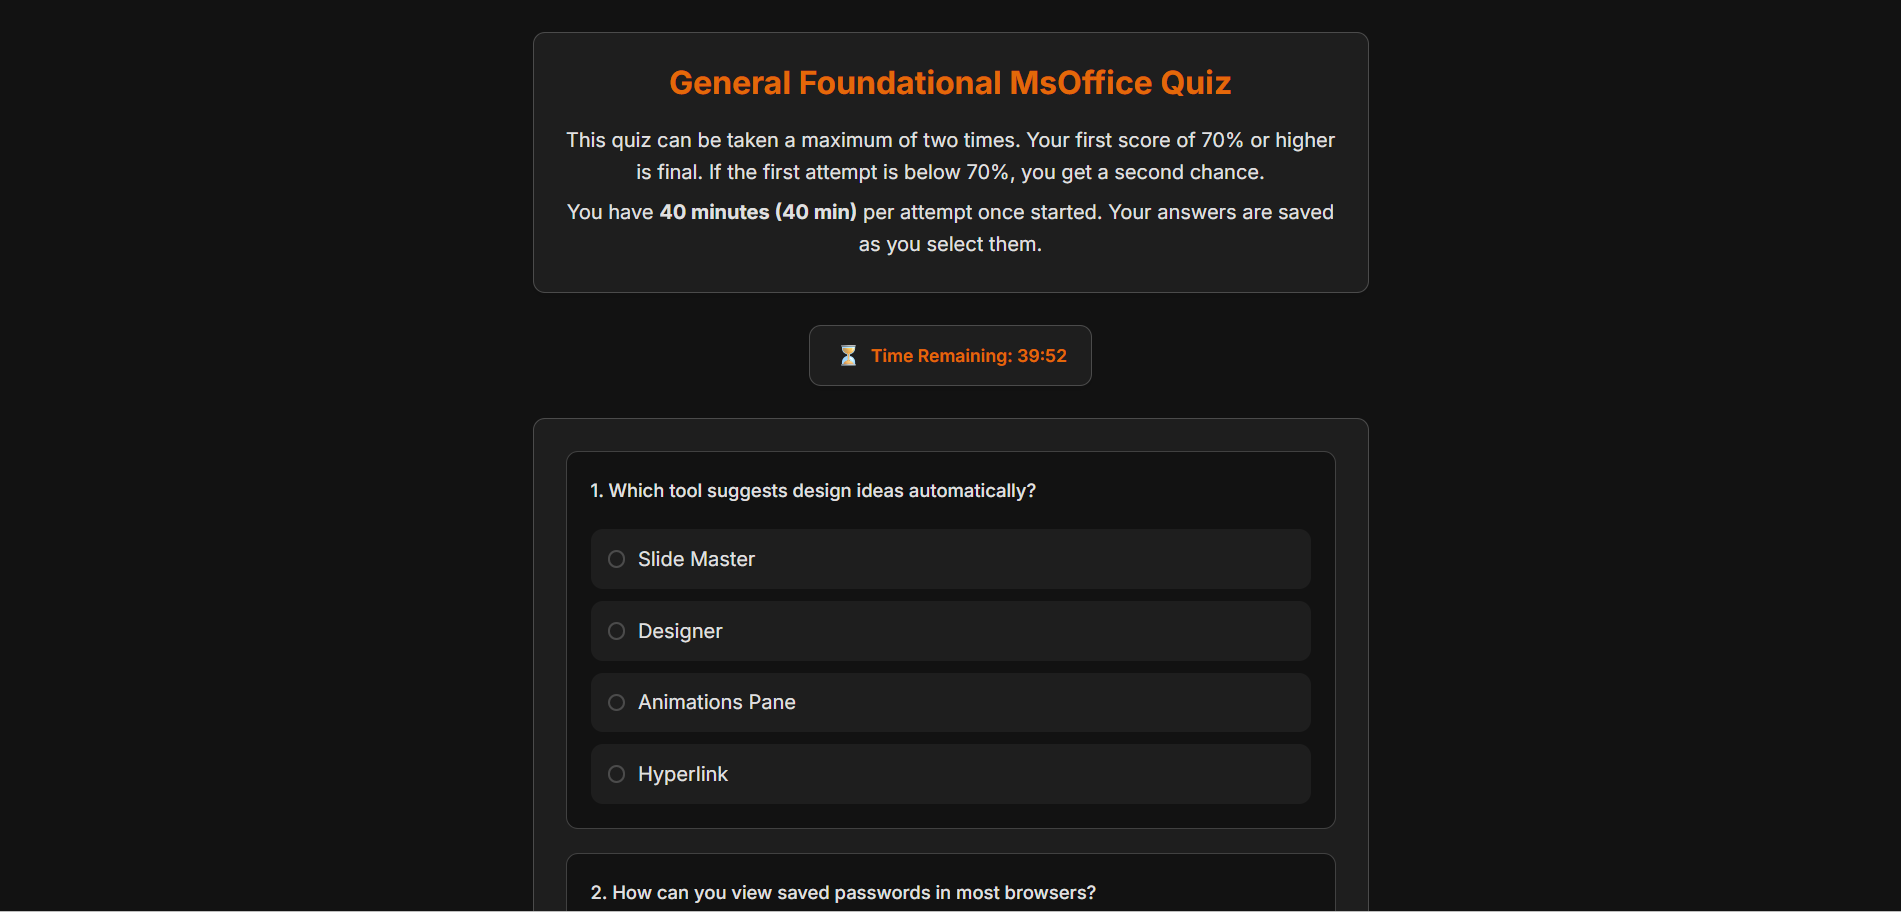 General Foundational MsOffice Quiz
This quiz can be taken a maximum of two times. Your first score of 70% or higher
is final. If the first attempt is below 70%, you get a second chance.
You have 40 minutes (40 min) per attempt once started. Your answers are saved
as you select them.
⏳ Time Remaining: 39:52
1. Which tool suggests design ideas automatically?
Slide Master
Designer
Animations Pane
Hyperlink
2. How can you view saved passwords in most browsers?